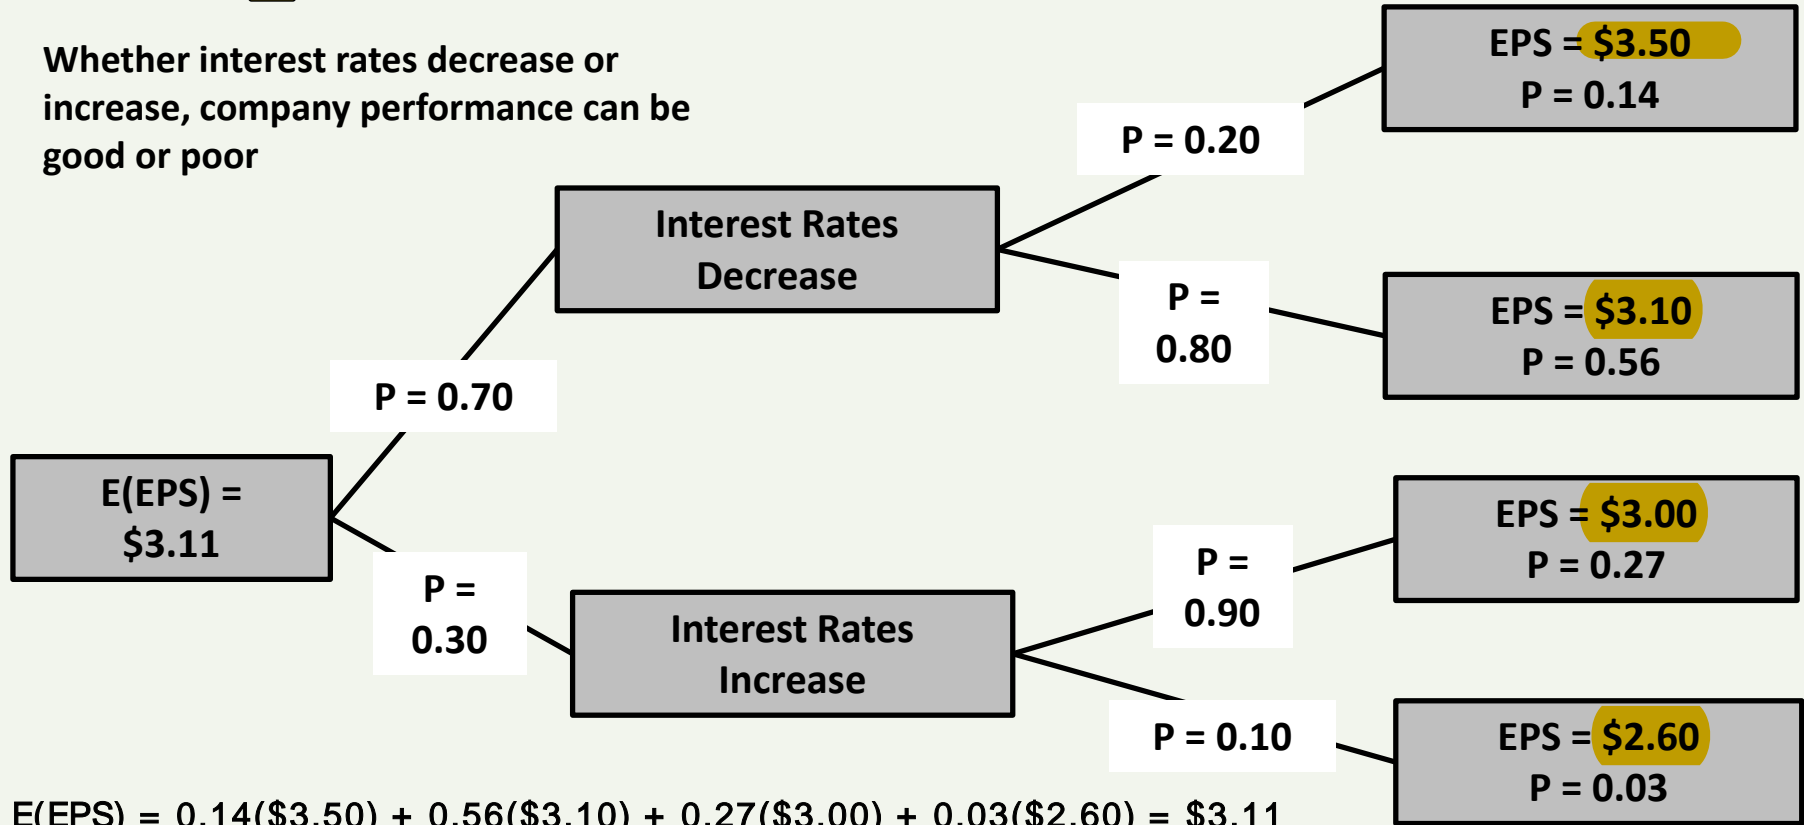 Whether interest rates decrease or
increase, company performance can be
good or poor
EPS = $3.50
P = 0.14
P = 0.20
Interest Rates
Decrease
P =
0.80
EPS = $3.10
P = 0.56
P = 0.70
E(EPS) =
$3.11
P =
0.30
Interest Rates
Increase
P =
0.90
EPS = $3.00
P = 0.27
P = 0.10
EPS = $2.60
P = 0.03
E(EPS) = 0.14($3.50) + 0.56($3.10) + 0.27($3.00) + 0.03($2.60) = $3.11